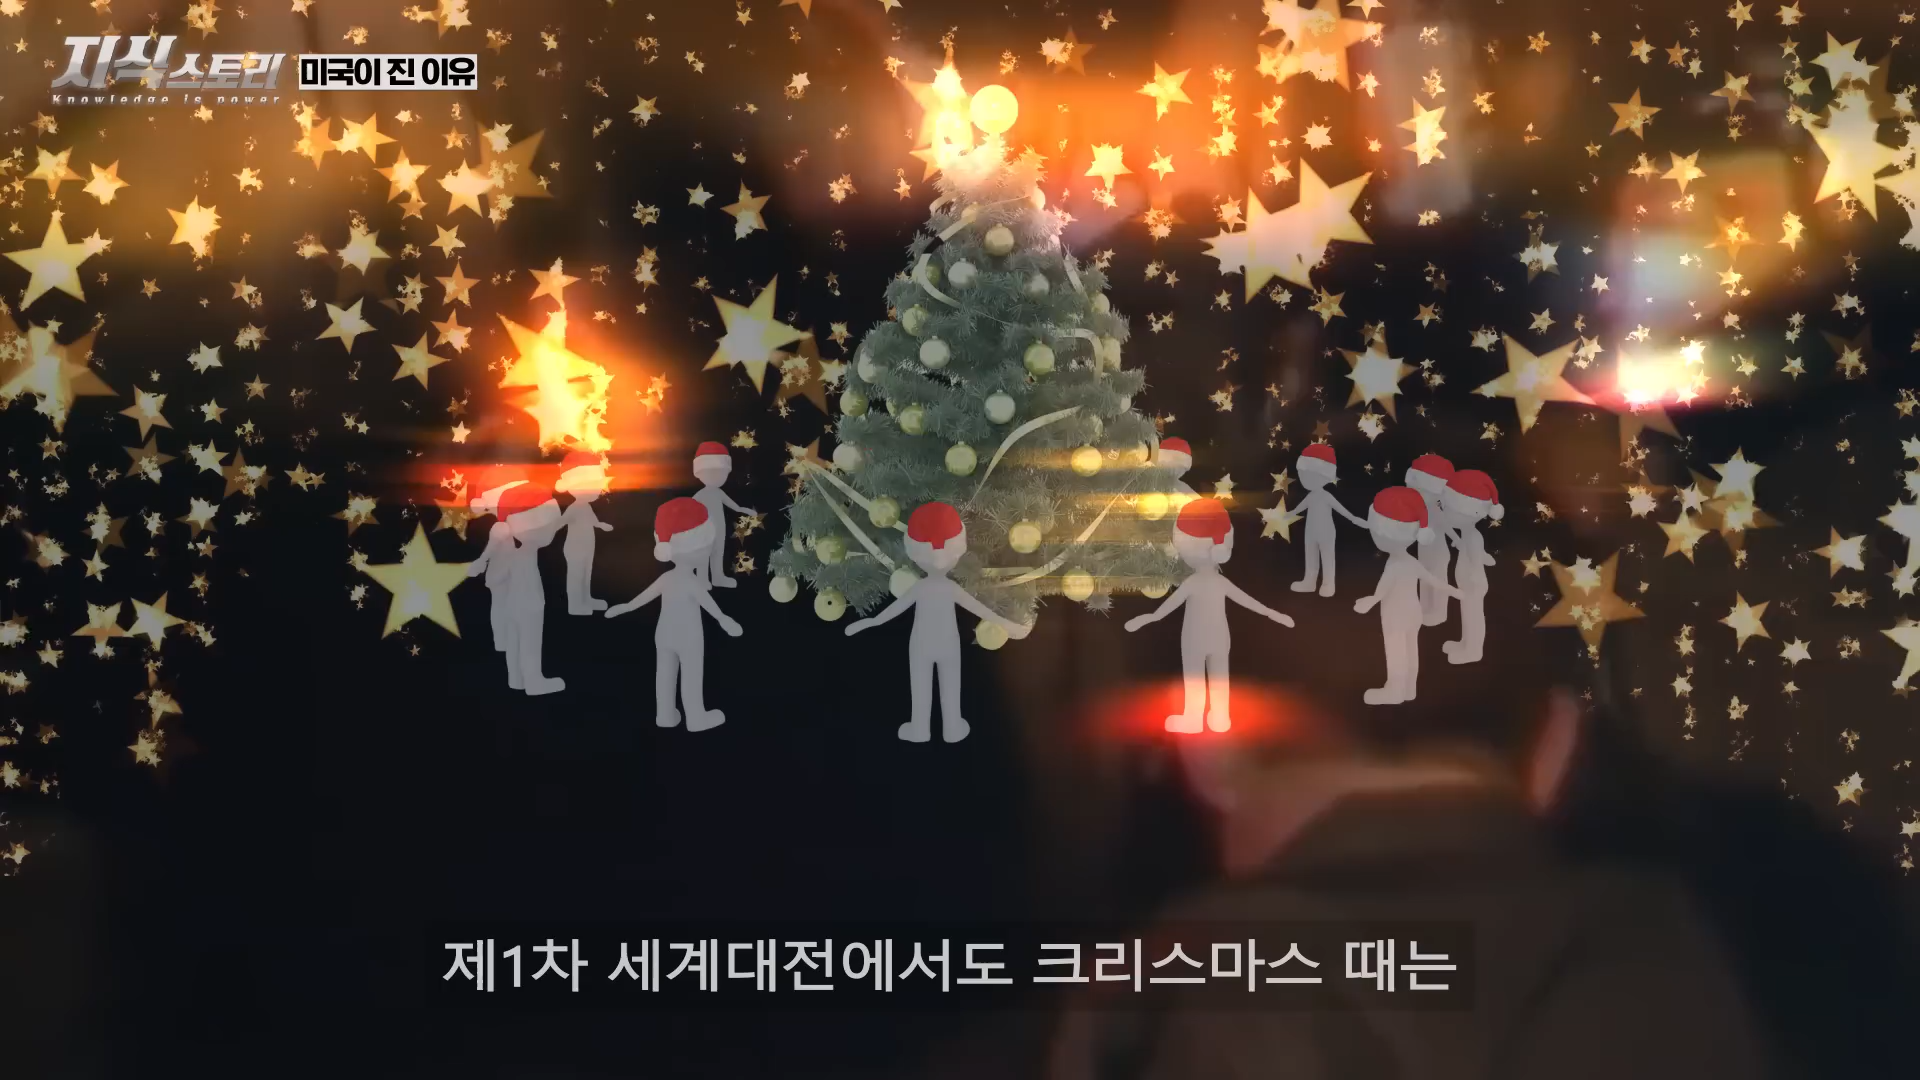 지식스토리
Knowledge is power
미국이 진 이유
제1차 세계대전에서도 크리스마스 때는